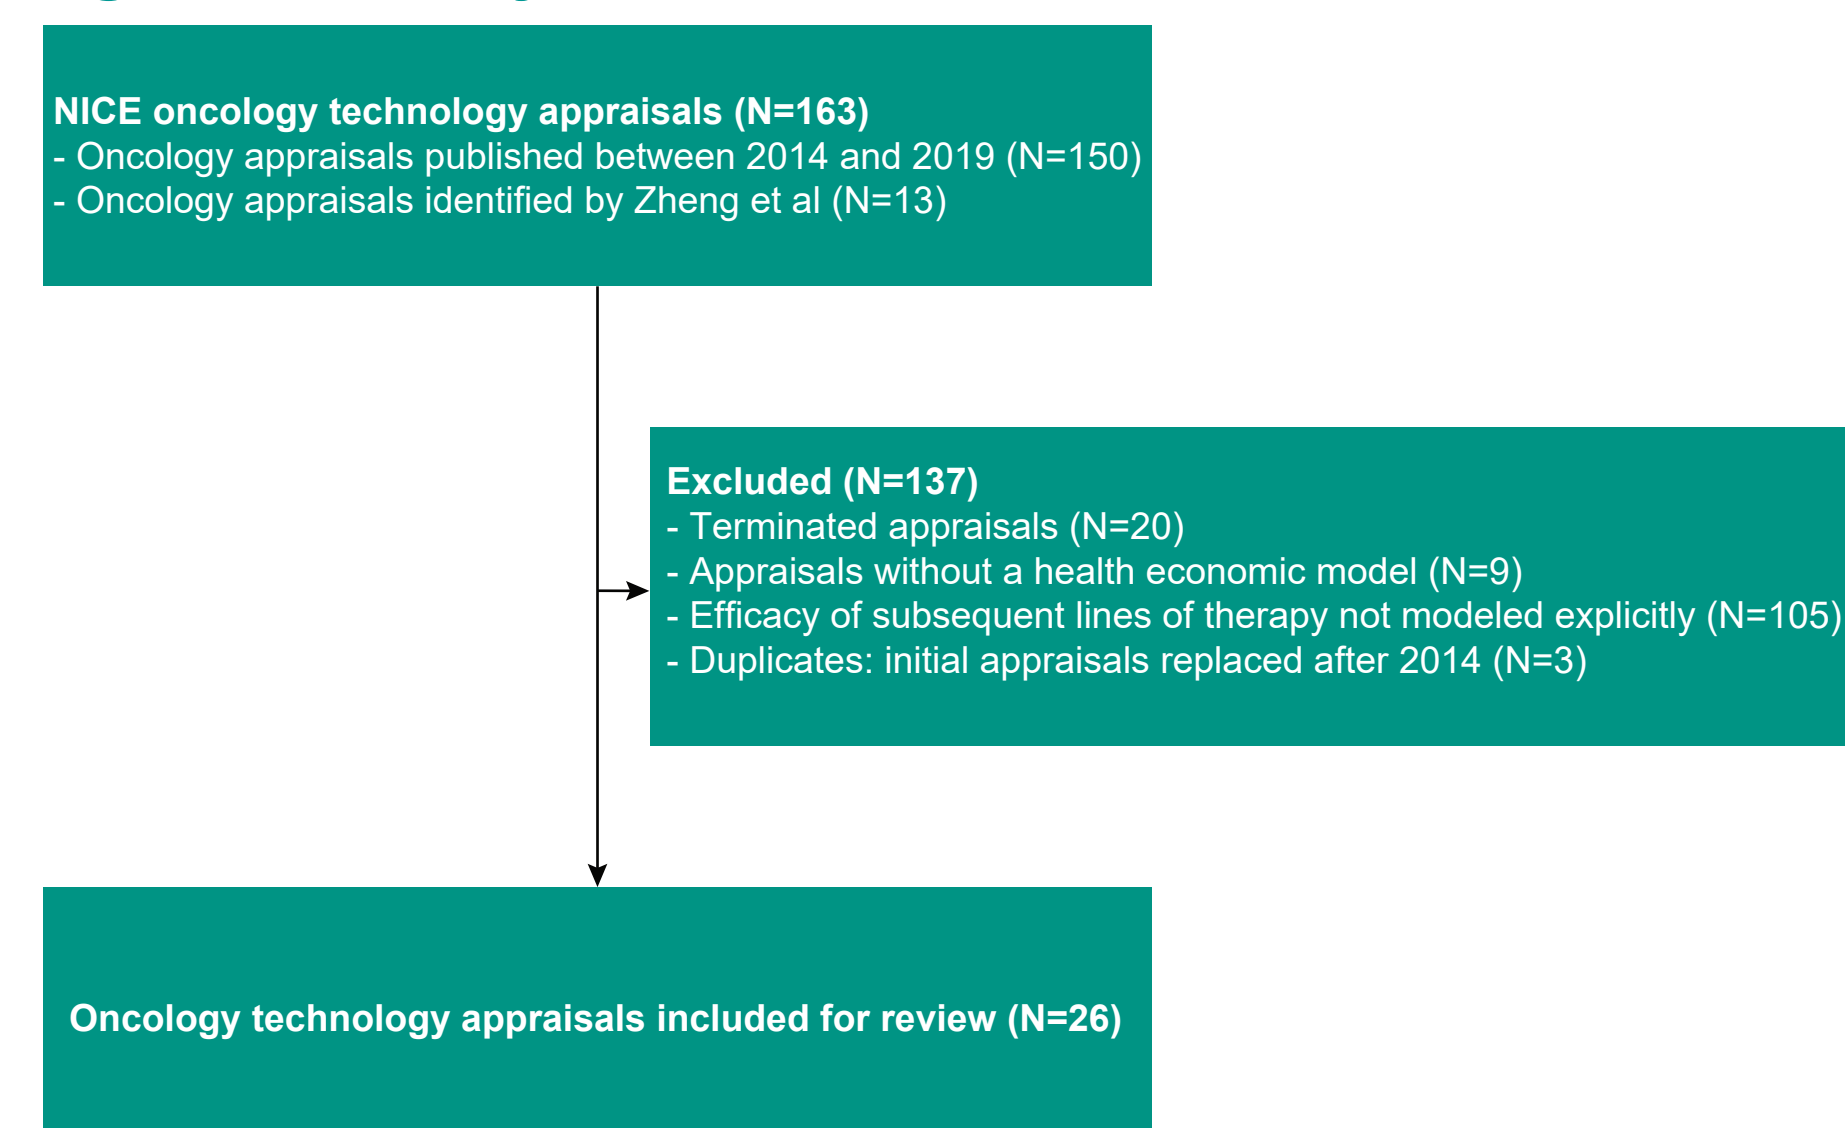 NICE oncology technology appraisals (N=163)
- Oncology appraisals published between 2014 and 2019 (N=150)
- Oncology appraisals identified by Zheng et al (N=13)
Excluded (N=137)
- Terminated appraisals (N=20)
- Appraisals without a health economic model (N=9)
- Efficacy of subsequent lines of therapy not modeled explicitly (N=105)
- Duplicates: initial appraisals replaced after 2014 (N=3)
Oncology technology appraisals included for review (N=26)